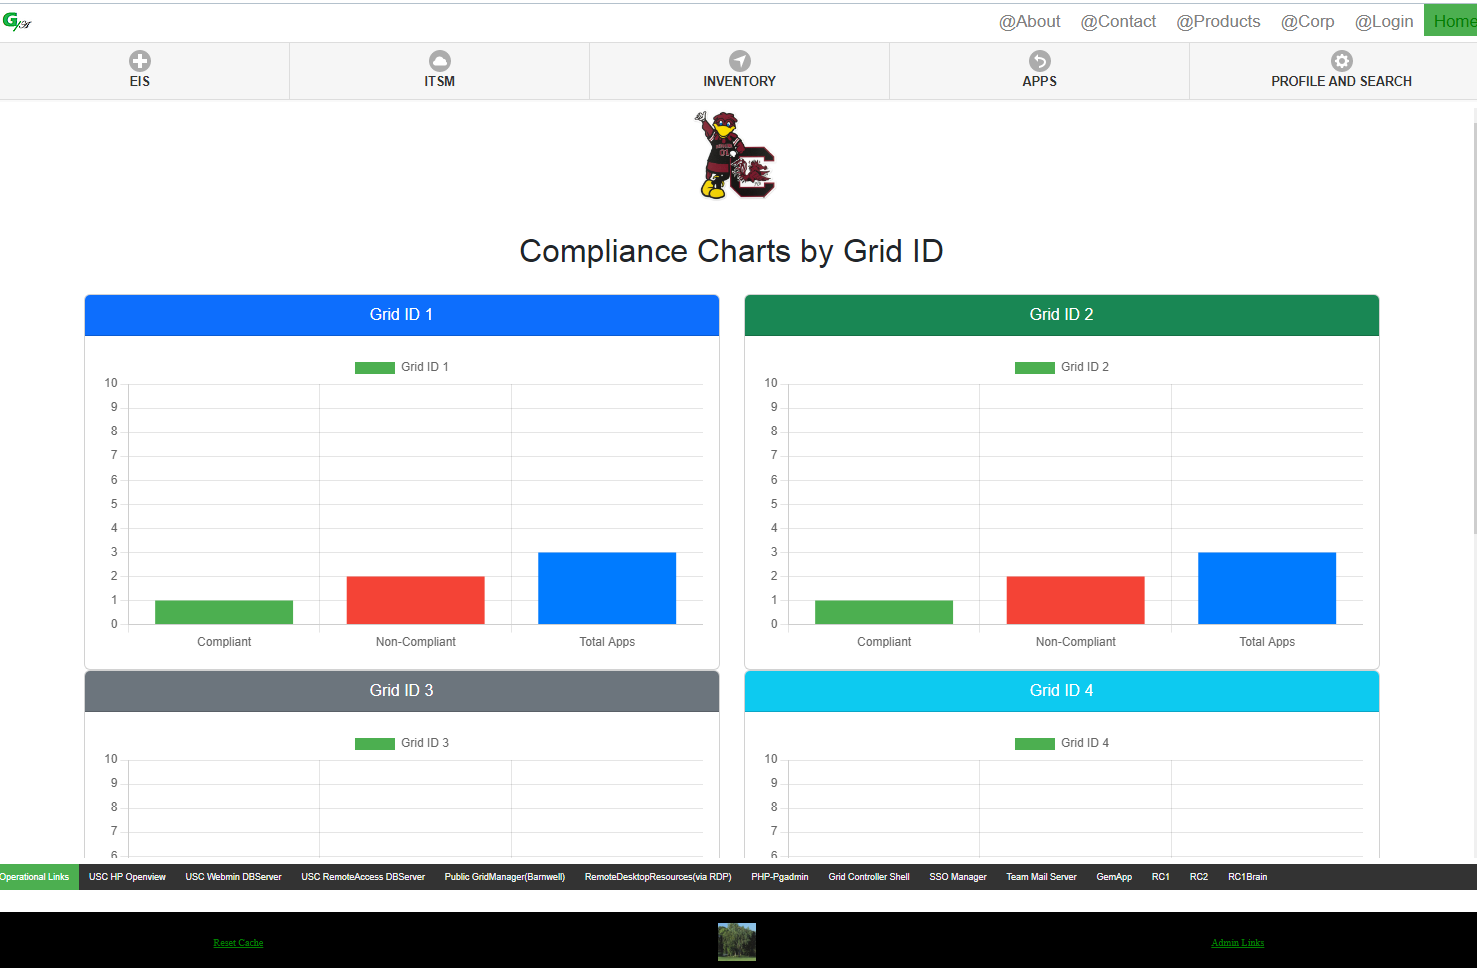 G/A
@About @Contact @Products @Corp @Login Home
EIS ITSM INVENTORY APPS PROFILE AND SEARCH
Compliance Charts by Grid ID
Grid ID 1
Grid ID 1
10
9
8
7
6
5
4
3
2
1
0
Compliant Non-Compliant Total Apps
Grid ID 2
Grid ID 2
10
9
8
7
6
5
4
3
2
1
0
Compliant Non-Compliant Total Apps
Grid ID 3
Grid ID 3
10
9
8
7
6
Grid ID 4
Grid ID 4
10
9
8
7
6
Operational Links USC HP Openview USC Webmin DBServer USC RemoteAccess DBServer Public GridManager(Barnwell) RemoteDesktopResources(via RDP) PHP-Pgadmin Grid Controller Shell SSO Manager Team Mail Server GemApp RC1 RC2 RC1Brain
Reset Cache Admin Links